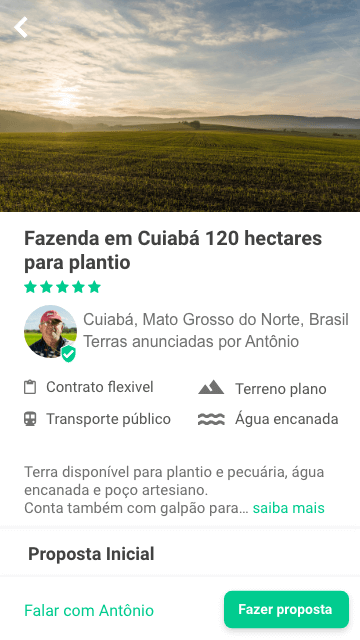 Fazenda em Cuiabá 120 hectares
para plantio
Cuiabá, Mato Grosso do Norte, Brasil
Terras anunciadas por Antônio
Contrato flexivel
Terreno plano
Transporte público
Água encanada
Terra disponível para plantio e pecuária, água
encanada e poço artesiano.
Conta também com galpão para... saiba mais
Proposta Inicial
Falar com Antônio
Fazer proposta